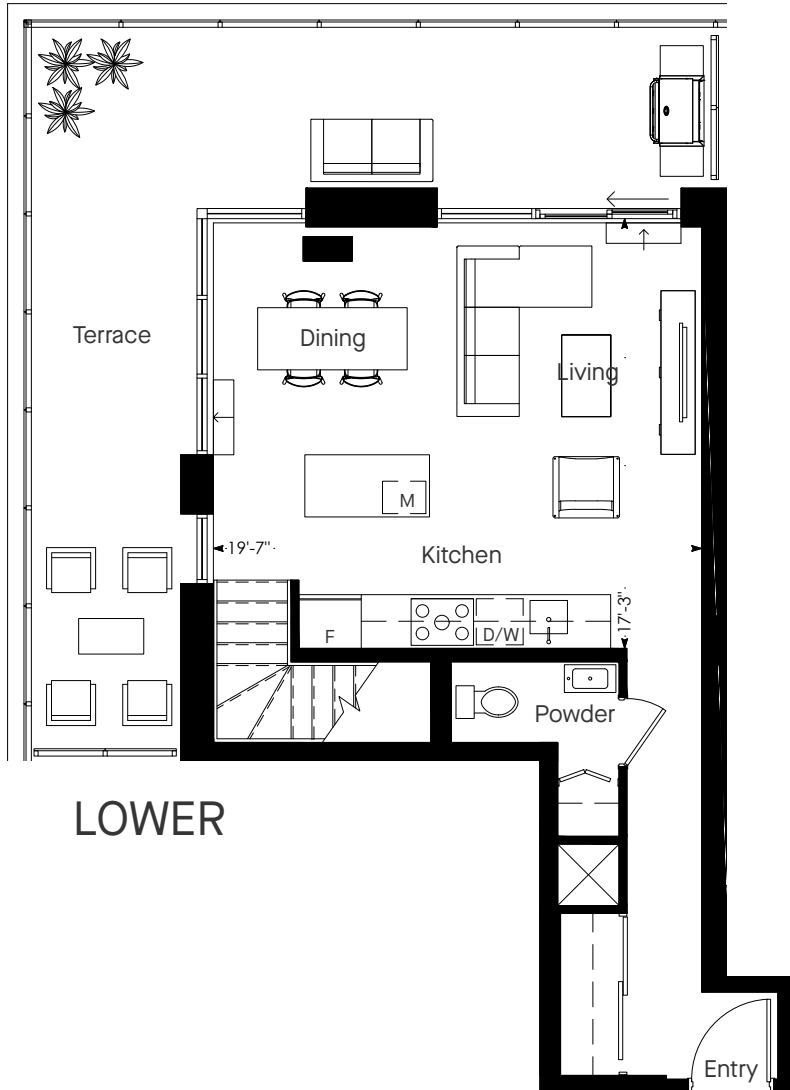 Terrace
Dining
Living
M
19'-7"
Kitchen
F
D/W
17'-3"
Powder
LOWER
Entry